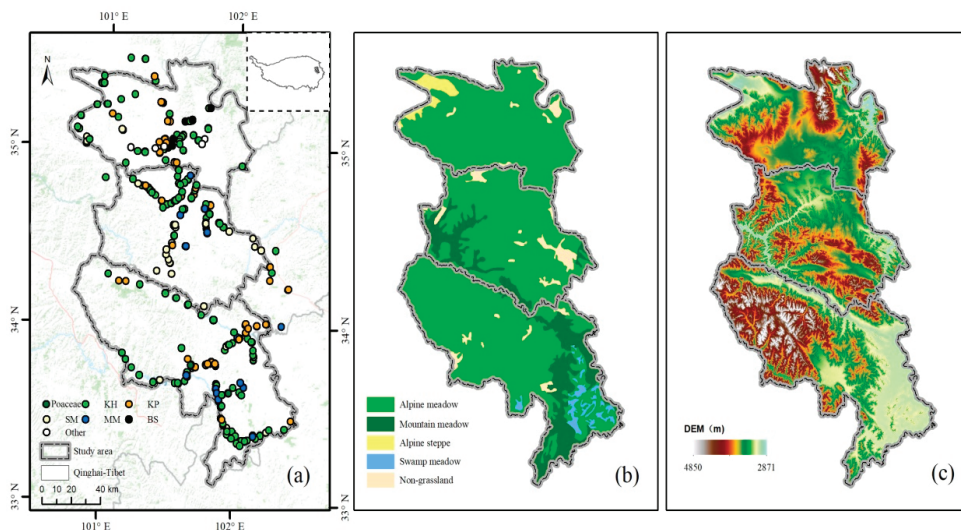 101° E
102° E
N
35° N
34° N
33° N
Poaceae
KH
KP
SM
MM
BS
Other
Study area
Qinghai-Tibet
0 10 20 40 km
(a)
101° E
102° E
Alpine meadow
Mountain meadow
Alpine steppe
Swamp meadow
Non-grassland
(b)
35° N
34° N
33° N
DEM (m)
4850
2871
(c)